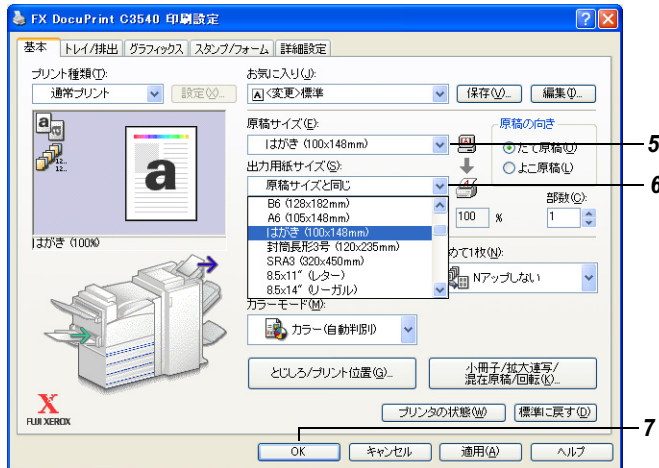 FX DocuPrint C3540 印刷設定
基本 トレイ/排出 グラフィックス スタンプ/フォーム 詳細設定
プリント種類(T):
通常プリント 設定(X)...
お気に入り(J):
A <変更>標準 保存(V)... 編集(I)...
原稿サイズ(E):
はがき (100x148mm) 5
原稿の向き
たて原稿(U)
よこ原稿(L)
出力用紙サイズ(S):
原稿サイズと同じ 6
B6 (128x182mm)
A6 (105x148mm)
はがき (100x148mm)
封筒長形3号 (120x235mm)
SRA3 (320x450mm)
8.5x11" (レター)
8.5x14" (リーガル)
100 %
部数(C):
1
めて1枚(N):
Nアップしない
a
a
12..
12..
a
はがき (100%)
カラーモード(M):
カラー(自動判別)
とじしろ/プリント位置(G)...
小冊子/拡大連写/
混在原稿/回転(K)...
X
FUJI XEROX
プリンタの状態(W) 標準に戻す(D)
7
OK キャンセル 適用(A) ヘルプ